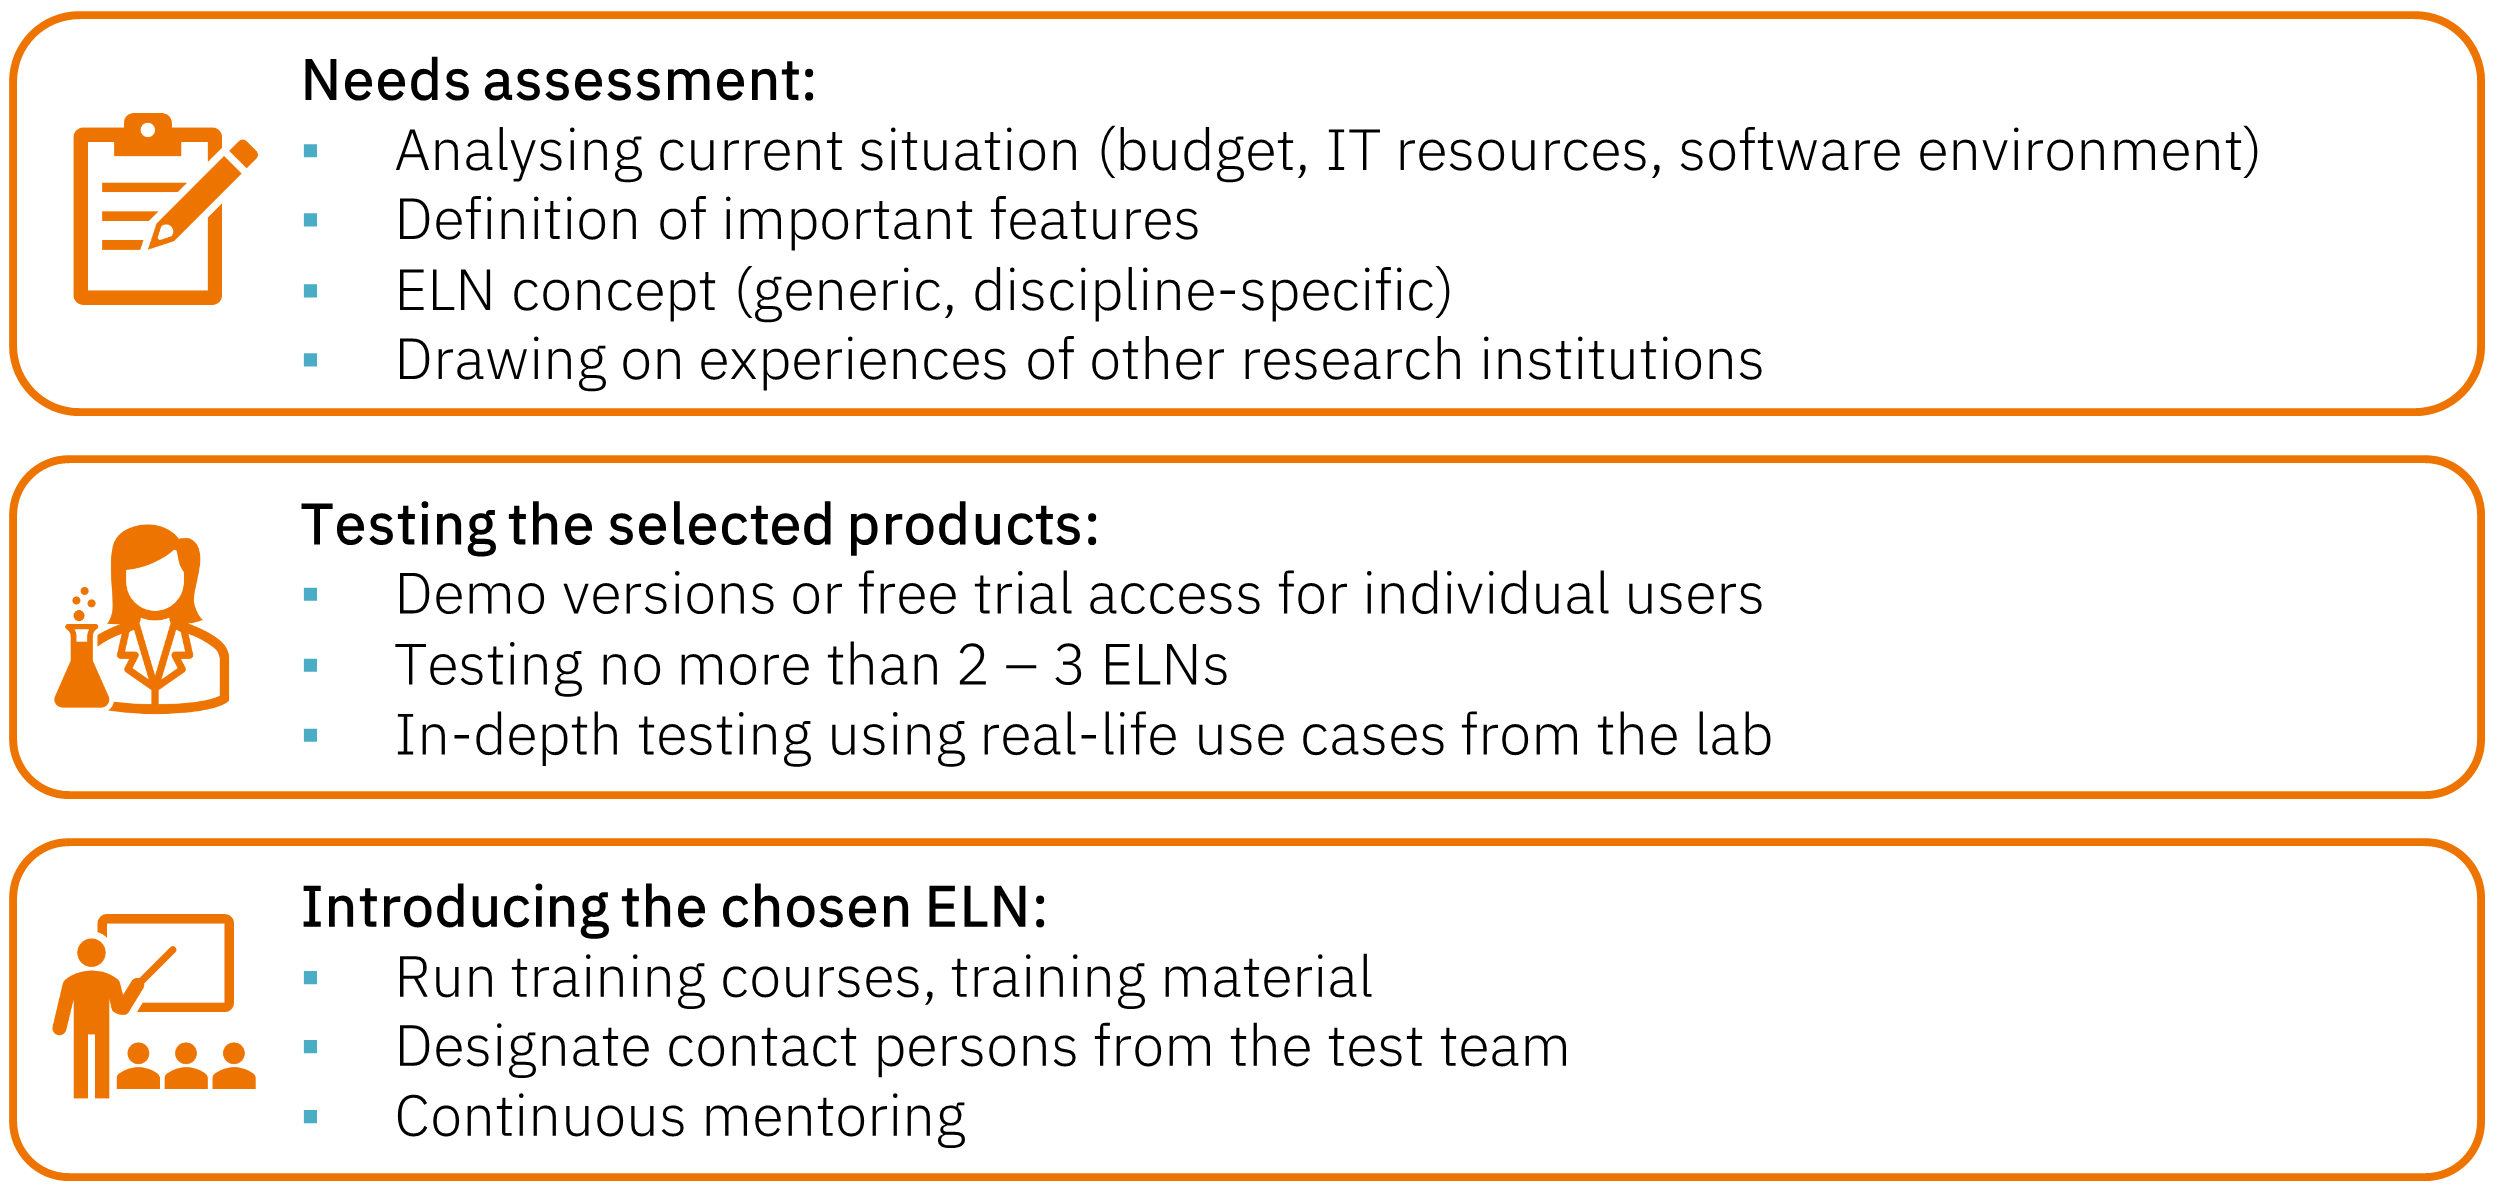 Needs assessment:
▪ Analysing current situation (budget, IT resources, software environment)
▪ Definition of important features
▪ ELN concept (generic, discipline-specific)
▪ Drawing on experiences of other research institutions
Testing the selected products:
▪ Demo versions or free trial access for individual users
▪ Testing no more than 2 – 3 ELNs
▪ In-depth testing using real-life use cases from the lab
Introducing the chosen ELN:
▪ Run training courses, training material
▪ Designate contact persons from the test team
▪ Continuous mentoring